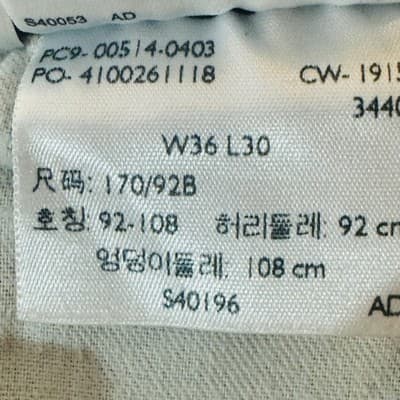 S40053 AD
PC9- 00514-0403
PO- 4100261118 CW- 1915
3440
W36 L30
尺码: 170/92B
호칭: 92-108 허리둘레: 92 cm
엉덩이둘레: 108 cm
S40196 AD